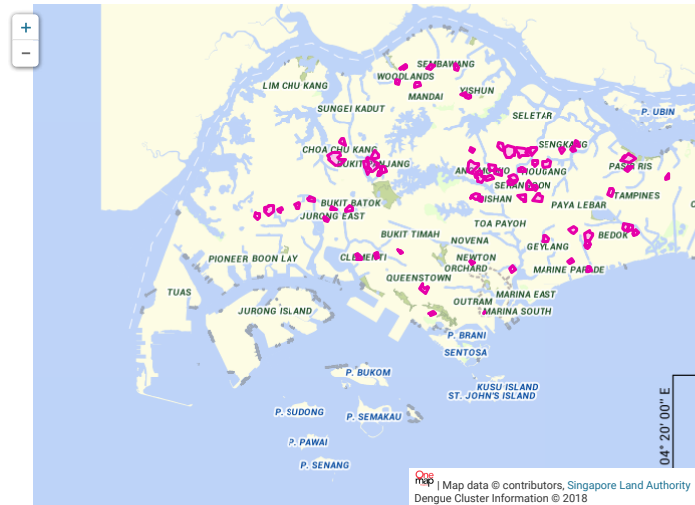 +
−
SEMBAWANG
WOODLANDS
LIM CHU KANG
YISHUN
MANDAI
SUNGEI KADUT
SELETAR
P. UBIN
CHOA CHU KANG
SENGKANG
BUKIT PANJANG
PASIR RIS
ANG MO KIO
HOUGANG
SERANGOON
TAMPINES
BISHAN
BUKIT BATOK
PAYA LEBAR
JURONG EAST
TOA PAYOH
BUKIT TIMAH
BEDOK
NOVENA
GEYLANG
PIONEER
BOON LAY
CLEMENTI
NEWTON
ORCHARD
MARINE PARADE
QUEENSTOWN
TUAS
MARINA EAST
OUTRAM
JURONG ISLAND
MARINA SOUTH
P. BRANI
SENTOSA
P. BUKOM
KUSU ISLAND
ST. JOHN'S ISLAND
P. SUDONG
P. SEMAKAU
P. PAWAI
P. SENANG
04° 20' 00" E
One map | Map data © contributors, Singapore Land Authority
Dengue Cluster Information © 2018